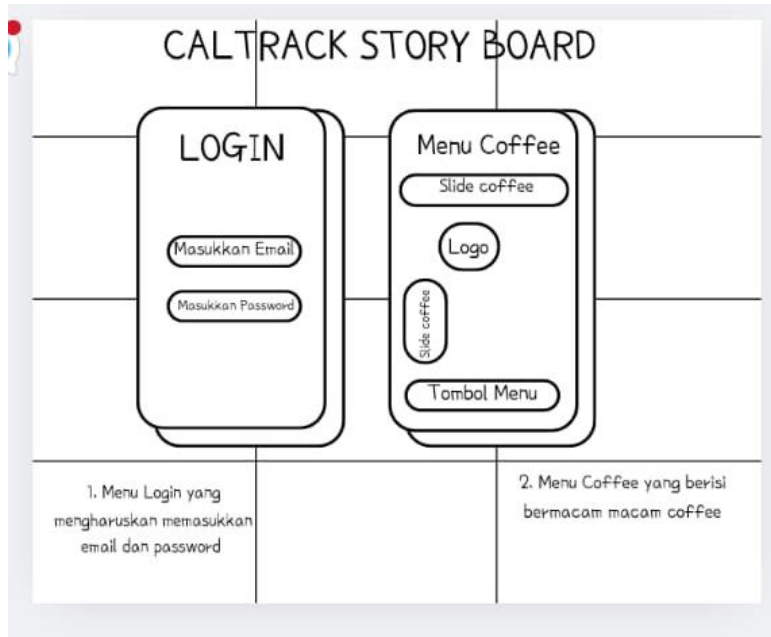 CALTRACK STORY BOARD
LOGIN
Masukkan Email
Masukkan Password
Menu Coffee
Slide coffee
Logo
Slide coffee
Tombol Menu
1. Menu Login yang
mengharuskan memasukkan
email dan password
2. Menu Coffee yang berisi
bermacam macam coffee